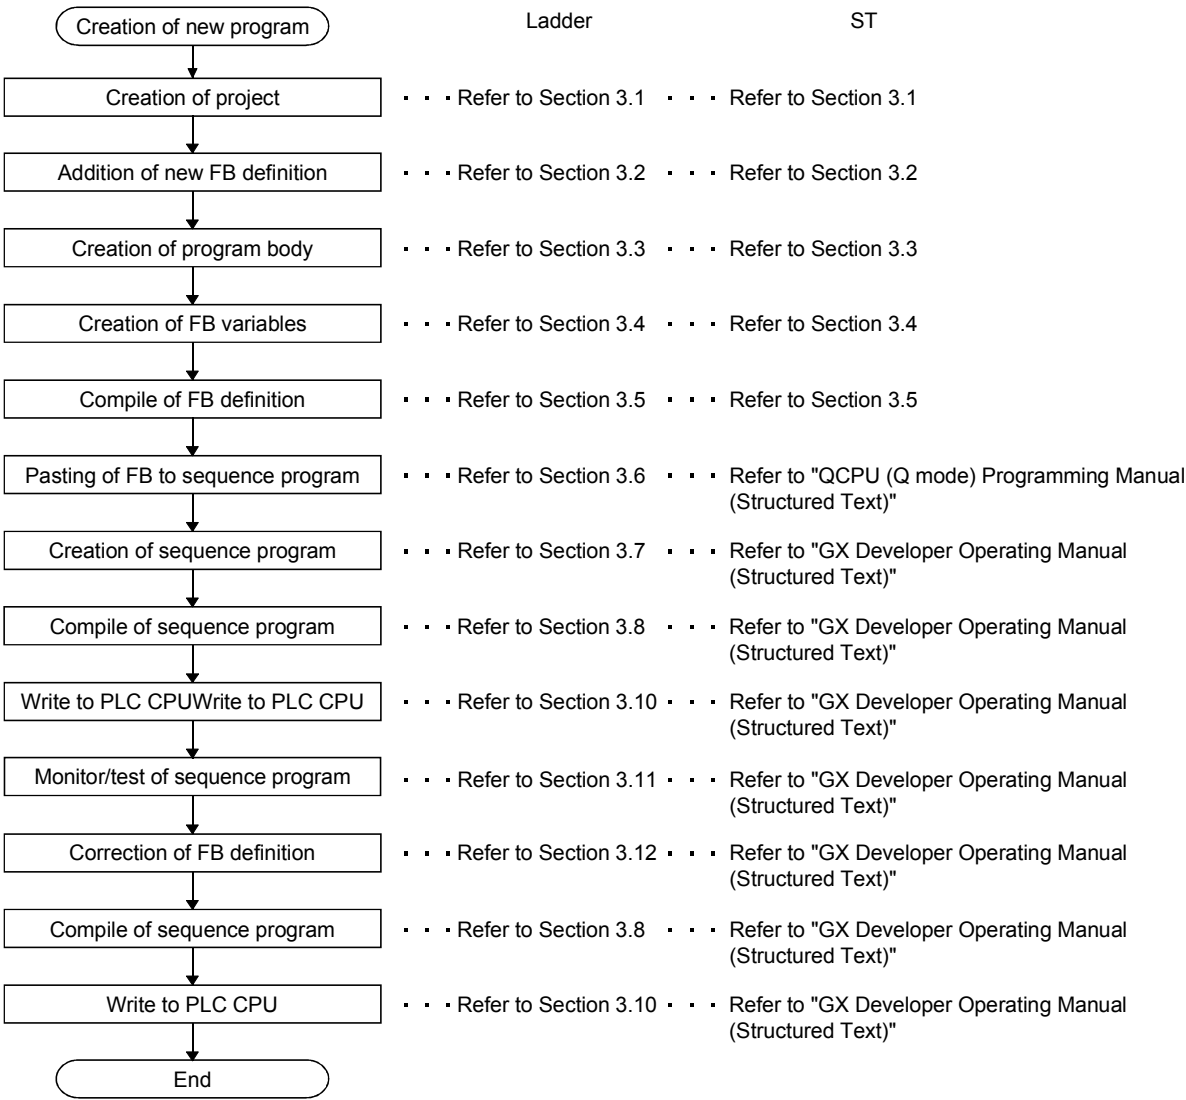 Creation of new program Ladder ST
Creation of project · · · Refer to Section 3.1 · · · Refer to Section 3.1
Addition of new FB definition · · · Refer to Section 3.2 · · · Refer to Section 3.2
Creation of program body · · · Refer to Section 3.3 · · · Refer to Section 3.3
Creation of FB variables · · · Refer to Section 3.4 · · · Refer to Section 3.4
Compile of FB definition · · · Refer to Section 3.5 · · · Refer to Section 3.5
Pasting of FB to sequence program · · · Refer to Section 3.6 · · · Refer to "QCPU (Q mode) Programming Manual
(Structured Text)"
Creation of sequence program · · · Refer to Section 3.7 · · · Refer to "GX Developer Operating Manual
(Structured Text)"
Compile of sequence program · · · Refer to Section 3.8 · · · Refer to "GX Developer Operating Manual
(Structured Text)"
Write to PLC CPUWrite to PLC CPU · · · Refer to Section 3.10 · · · Refer to "GX Developer Operating Manual
(Structured Text)"
Monitor/test of sequence program · · · Refer to Section 3.11 · · · Refer to "GX Developer Operating Manual
(Structured Text)"
Correction of FB definition · · · Refer to Section 3.12 · · · Refer to "GX Developer Operating Manual
(Structured Text)"
Compile of sequence program · · · Refer to Section 3.8 · · · Refer to "GX Developer Operating Manual
(Structured Text)"
Write to PLC CPU · · · Refer to Section 3.10 · · · Refer to "GX Developer Operating Manual
(Structured Text)"
End